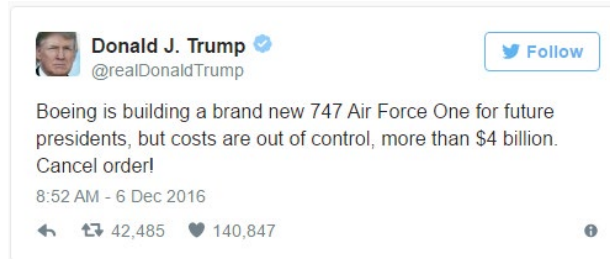 Donald J. Trump
@realDonaldTrump
Follow
Boeing is building a brand new 747 Air Force One for future
presidents, but costs are out of control, more than $4 billion.
Cancel order!
8:52 AM - 6 Dec 2016
42,485 140,847